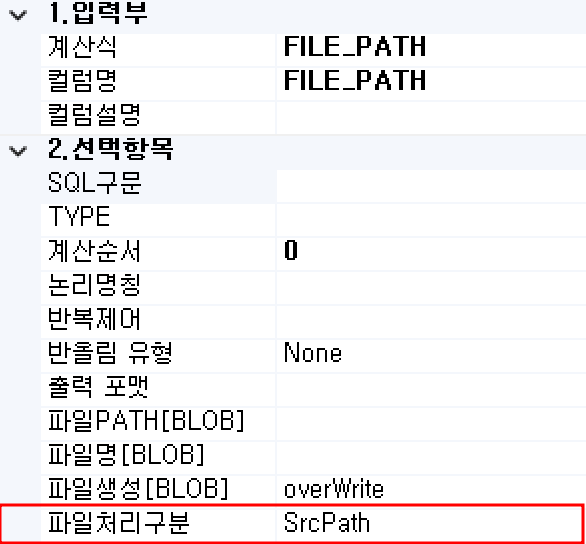 1.입력부
계산식 FILE_PATH
컬럼명 FILE_PATH
컬럼설명
2.선택항목
SQL구문
TYPE
계산순서 0
논리명칭
반복제어
반올림 유형 None
출력 포맷
파일PATH[BLOB]
파일명[BLOB]
파일생성[BLOB] overWrite
파일처리구분 SrcPath